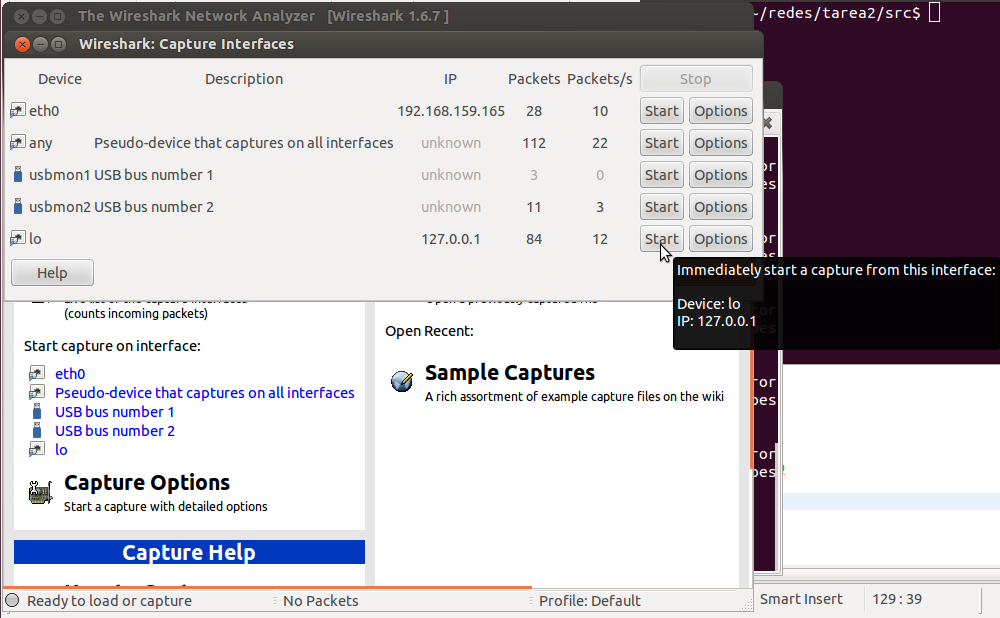 The Wireshark Network Analyzer [Wireshark 1.6.7 ]
~/redes/tarea2/src$
Wireshark: Capture Interfaces
Device Description IP Packets Packets/s Stop
eth0 192.168.159.165 28 10 Start Options
any Pseudo-device that captures on all interfaces unknown 112 22 Start Options
usbmon1 USB bus number 1 unknown 3 0 Start Options
usbmon2 USB bus number 2 unknown 11 3 Start Options
lo 127.0.0.1 84 12 Start Options
Help
Immediately start a capture from this interface:
Device: lo
IP: 127.0.0.1
(counts incoming packets)
Start capture on interface:
eth0
Pseudo-device that captures on all interfaces
USB bus number 1
USB bus number 2
lo
Capture Options
Start a capture with detailed options
Capture Help
Open Recent:
Sample Captures
A rich assortment of example capture files on the wiki
Ready to load or capture No Packets Profile: Default
Smart Insert 129 : 39